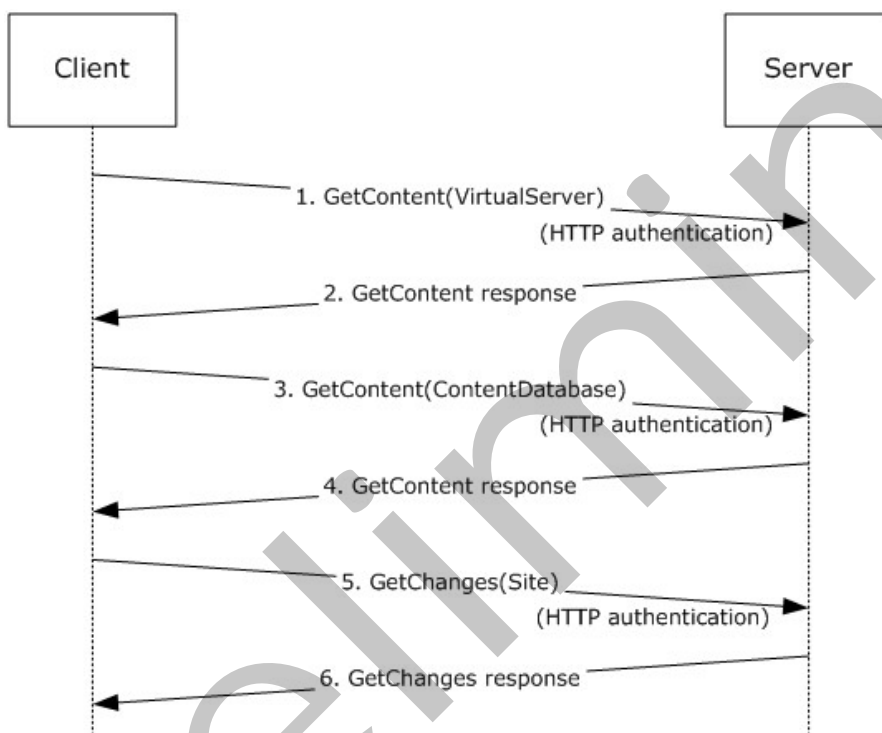 Client
Server
1. GetContent(VirtualServer)
(HTTP authentication)
2. GetContent response
3. GetContent(ContentDatabase)
(HTTP authentication)
4. GetContent response
5. GetChanges(Site)
(HTTP authentication)
6. GetChanges response
elimin